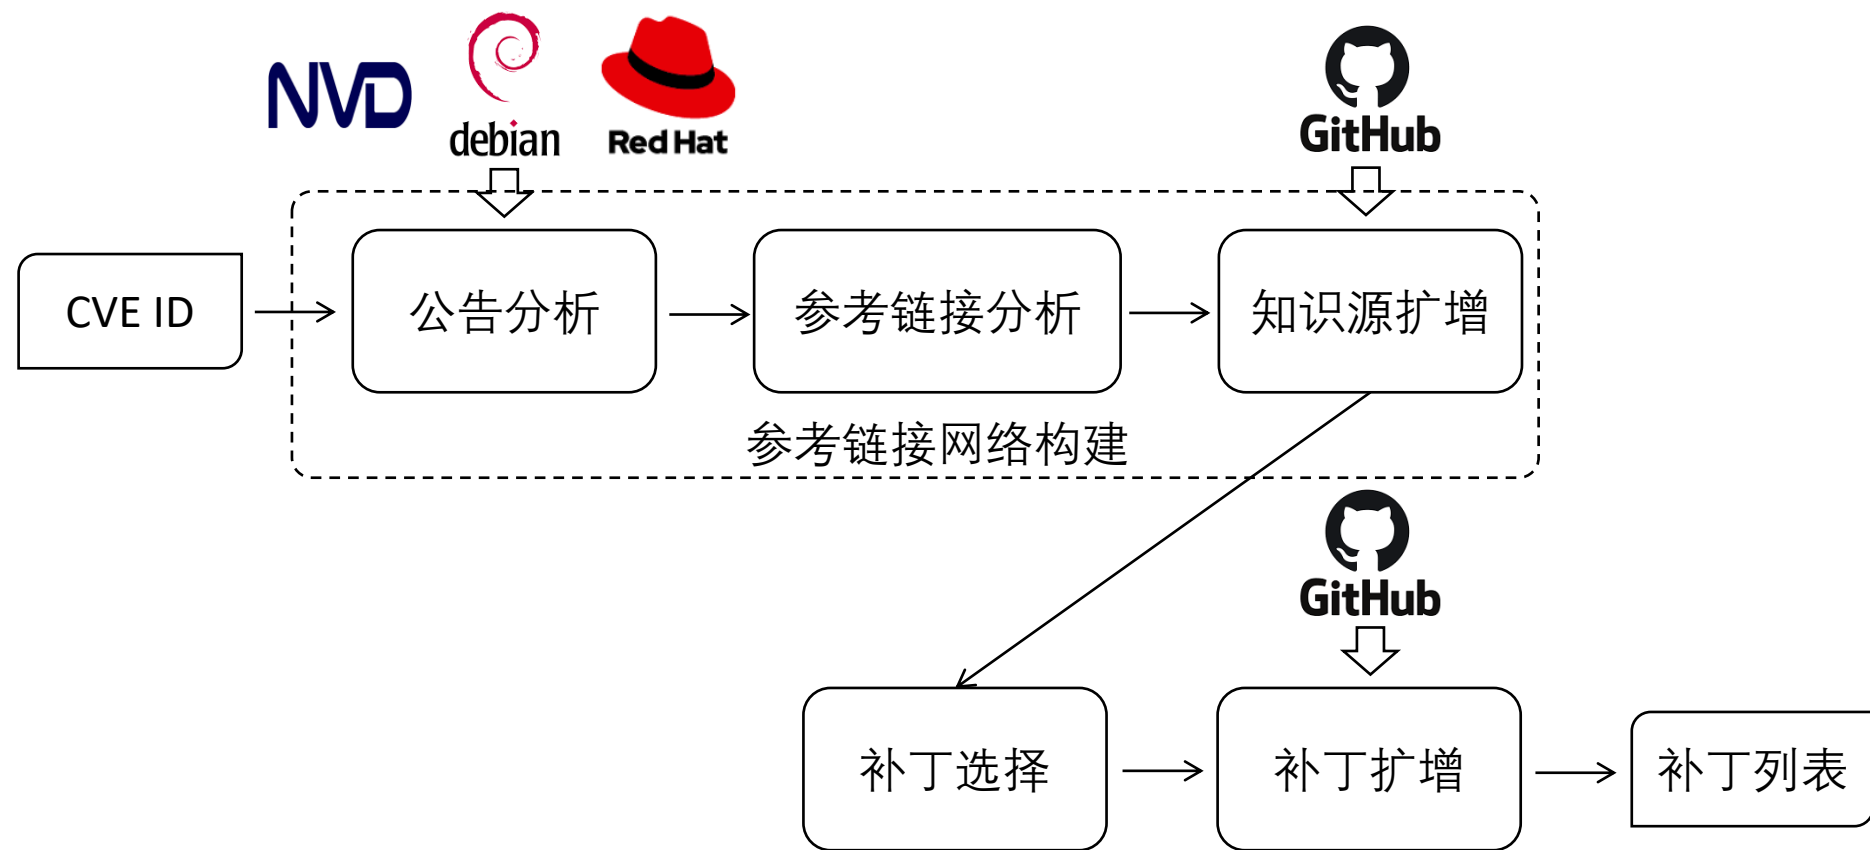 NVD
debian
Red Hat
GitHub
CVE ID
公告分析
参考链接分析
知识源扩增
参考链接网络构建
GitHub
补丁选择
补丁扩增
补丁列表